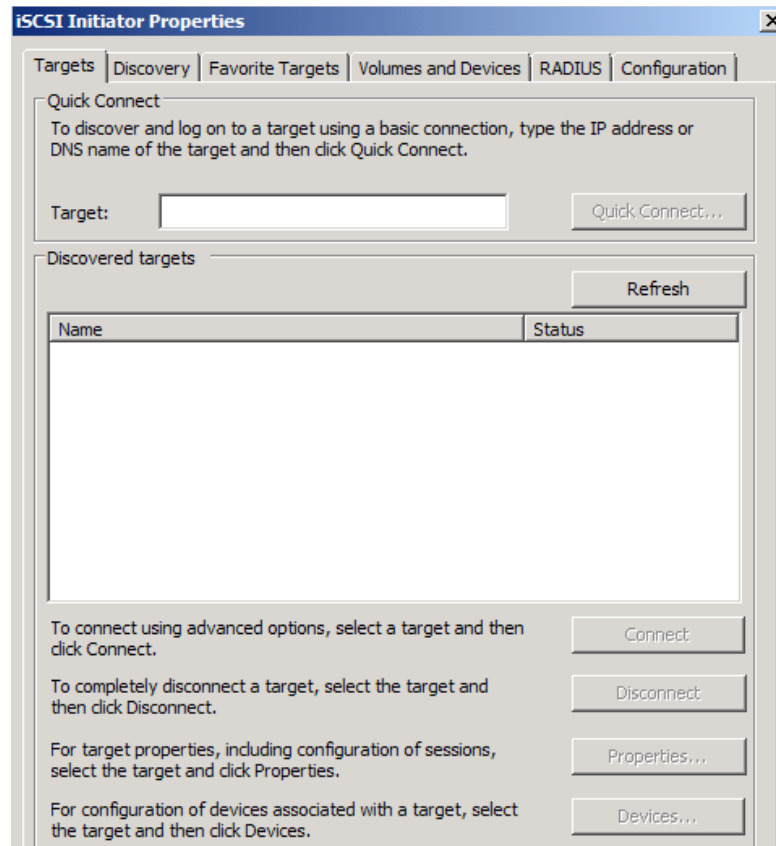 iSCSI Initiator Properties
Targets Discovery Favorite Targets Volumes and Devices RADIUS Configuration
Quick Connect
To discover and log on to a target using a basic connection, type the IP address or
DNS name of the target and then click Quick Connect.
Target: Quick Connect...
Discovered targets
Refresh
Name Status
To connect using advanced options, select a target and then
click Connect.
Connect
To completely disconnect a target, select the target and
then click Disconnect.
Disconnect
For target properties, including configuration of sessions,
select the target and click Properties.
Properties...
For configuration of devices associated with a target, select
the target and then click Devices.
Devices...